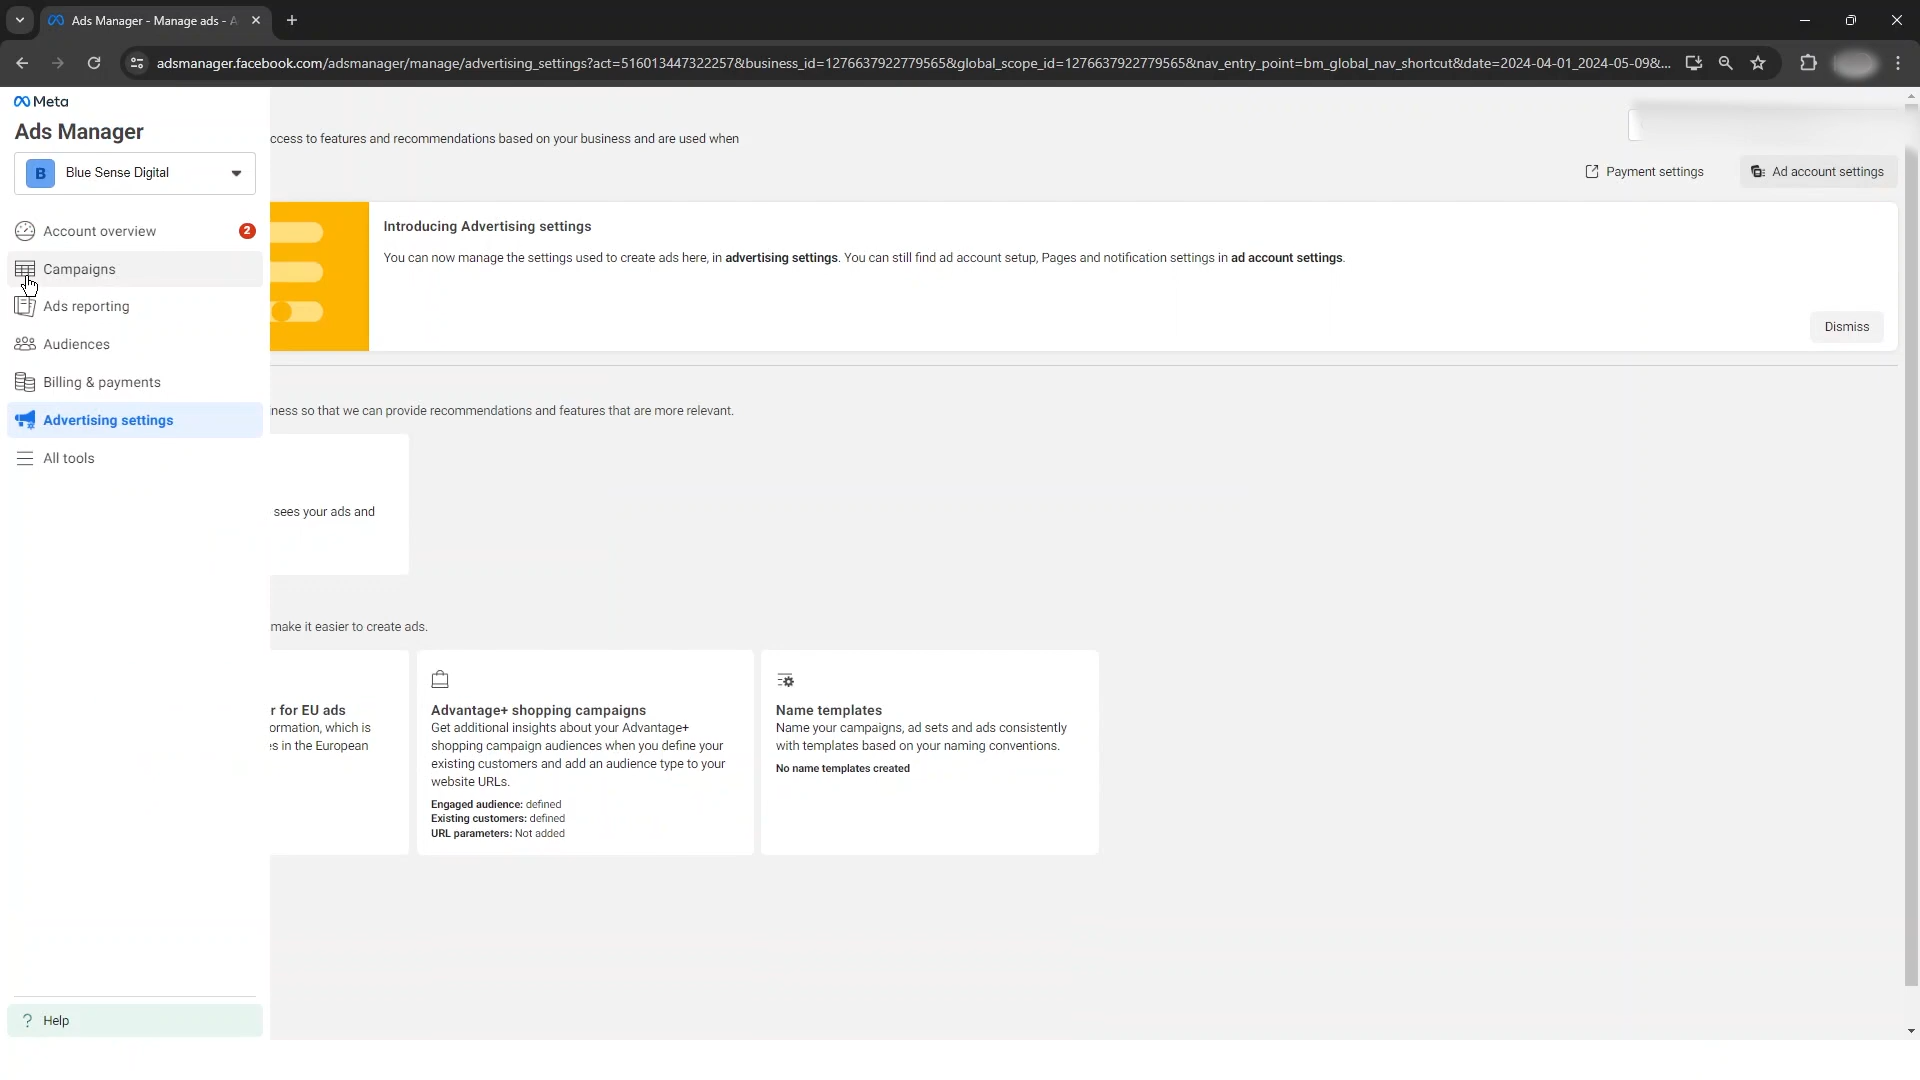 Ads Manager - Manage ads - A
adsmanager.facebook.com/adsmanager/manage/advertising_settings?act=516013447322257&business_id=1276637922779565&global_scope_id=1276637922779565&nav_entry_point=bm_global_nav_shortcut&date=2024-04-01_2024-05-09&...
Meta
Ads Manager
ccess to features and recommendations based on your business and are used when
B Blue Sense Digital
Payment settings
Ad account settings
Account overview 2
Campaigns
Ads reporting
Audiences
Billing & payments
Advertising settings
All tools
Introducing Advertising settings
You can now manage the settings used to create ads here, in advertising settings. You can still find ad account setup, Pages and notification settings in ad account settings.
Dismiss
ness so that we can provide recommendations and features that are more relevant.
sees your ads and
make it easier to create ads.
r for EU ads
ormation, which is
s in the European
Advantage+ shopping campaigns
Get additional insights about your Advantage+
shopping campaign audiences when you define your
existing customers and add an audience type to your
website URLs.
Engaged audience: defined
Existing customers: defined
URL parameters: Not added
Name templates
Name your campaigns, ad sets and ads consistently
with templates based on your naming conventions.
No name templates created
? Help